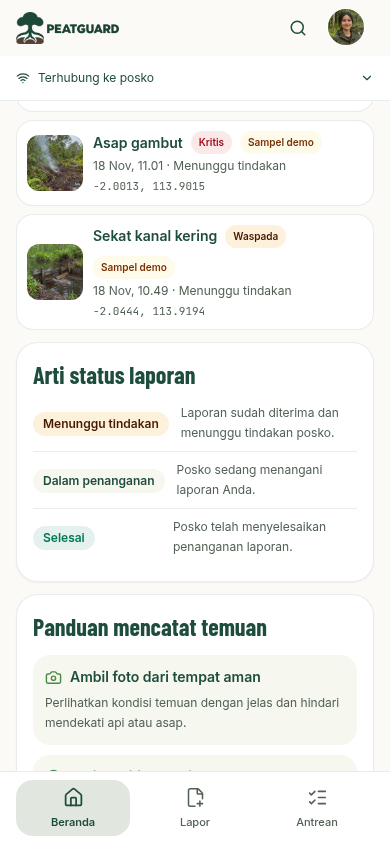 PEATGUARD
Terhubung ke posko
Asap gambut Kritis Sampel demo
18 Nov, 11.01 · Menunggu tindakan
-2.0013, 113.9015
Sekat kanal kering Waspada
Sampel demo
18 Nov, 10.49 · Menunggu tindakan
-2.0444, 113.9194
Arti status laporan
Menunggu tindakan
Laporan sudah diterima dan
menunggu tindakan posko.
Dalam penanganan
Posko sedang menangani
laporan Anda.
Selesai
Posko telah menyelesaikan
penanganan laporan.
Panduan mencatat temuan
Ambil foto dari tempat aman
Perlihatkan kondisi temuan dengan jelas dan hindari
mendekati api atau asap.
Beranda Lapor Antrean